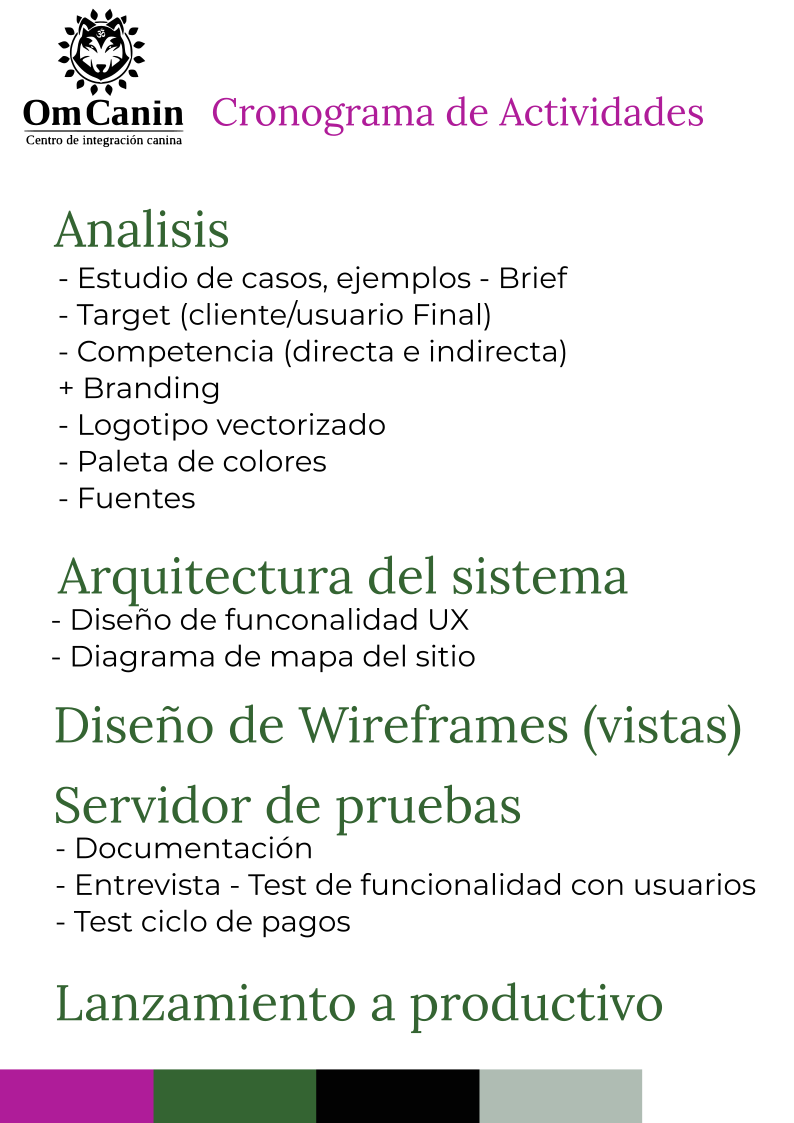 Om Canin
Centro de integración canina
Cronograma de Actividades
Analisis
- Estudio de casos, ejemplos - Brief
- Target (cliente/usuario Final)
- Competencia (directa e indirecta)
+ Branding
- Logotipo vectorizado
- Paleta de colores
- Fuentes
Arquitectura del sistema
- Diseño de funconalidad UX
- Diagrama de mapa del sitio
Diseño de Wireframes (vistas)
Servidor de pruebas
- Documentación
- Entrevista - Test de funcionalidad con usuarios
- Test ciclo de pagos
Lanzamiento a productivo